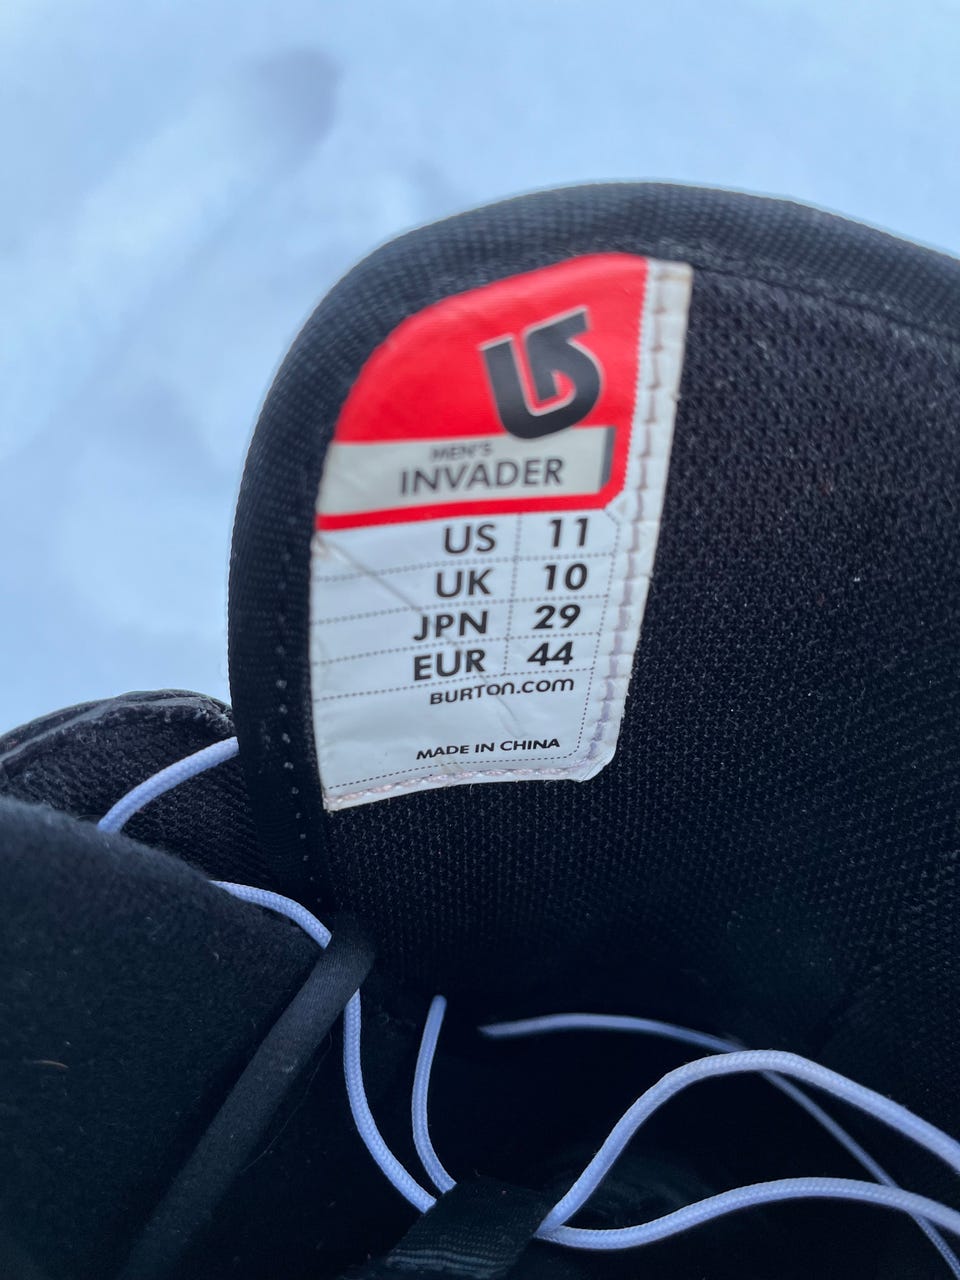 MEN'S
INVADER
US 11
UK 10
JPN 29
EUR 44
BURTON.COM
MADE IN CHINA